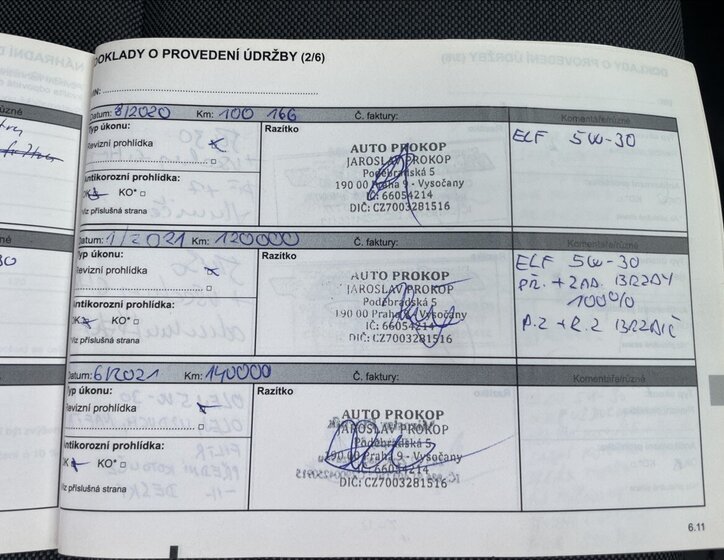 DOKLADY O PROVEDENÍ ÚDRŽBY (2/6)
VIN:
Datum: 8/2020 Km: 100 166 Č. faktury: Komentáře/různé
Typ úkonu:
Revizní prohlídka
Antikorozní prohlídka:
OK KO*
*Viz příslušná strana
Razítko
AUTO PROKOP
JAROSLAV PROKOP
Poděbradská 5
190 00 Praha 9 - Vysočany
IČ: 66054214
DIČ: CZ7003281516
ELF 5W-30
Datum: 1/2021 Km: 120000 Č. faktury: Komentáře/různé
Typ úkonu:
Revizní prohlídka
Antikorozní prohlídka:
OK KO*
*Viz příslušná strana
Razítko
AUTO PROKOP
JAROSLAV PROKOP
Poděbradská 5
190 00 Praha 9 - Vysočany
IČ: 66054214
DIČ: CZ7003281516
ELF 5W-30
PŘ. + ZAD. BRZDY
100%
P.Z + R.Z BRZDIČ
Datum: 6/2021 Km: 140000 Č. faktury: Komentáře/různé
Typ úkonu:
Revizní prohlídka
Antikorozní prohlídka:
OK KO*
*Viz příslušná strana
Razítko
AUTO PROKOP
JAROSLAV PROKOP
Poděbradská 5
190 00 Praha 9 - Vysočany
IČ: 66054214
DIČ: CZ7003281516
6.11